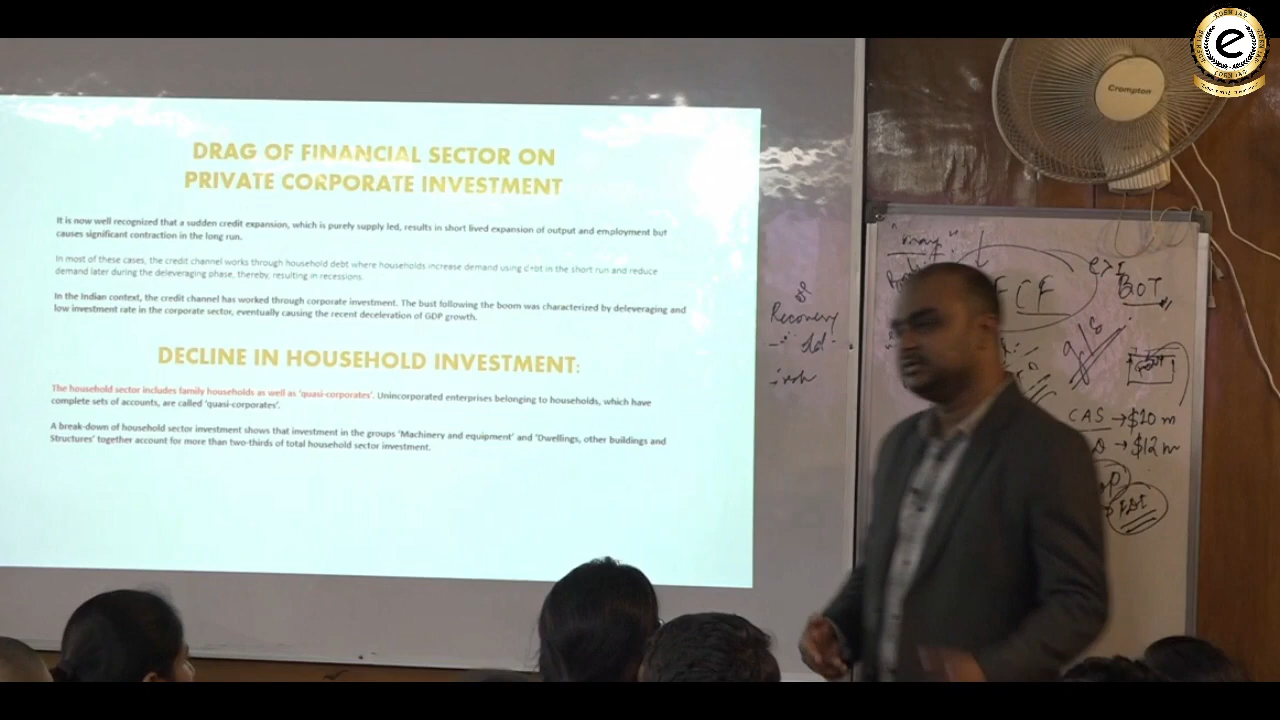 DRAG OF FINANCIAL SECTOR ON
PRIVATE CORPORATE INVESTMENT
It is now well recognized that a sudden credit expansion, which is purely supply led, results in short lived expansion of output and employment but
causes significant contraction in the long run.
In most of these cases, the credit channel works through household debt where households increase demand using debt in the short run and reduce
demand later during the deleveraging phase, thereby, resulting in recessions.
In the Indian context, the credit channel has worked through corporate investment. The bust following the boom was characterized by deleveraging and
low investment rate in the corporate sector, eventually causing the recent deceleration of GDP growth.
DECLINE IN HOUSEHOLD INVESTMENT:
The household sector includes family households as well as 'quasi-corporates'. Unincorporated enterprises belonging to households, which have
complete sets of accounts, are called 'quasi-corporates'.
A break-down of household sector investment shows that investment in the groups 'Machinery and equipment' and 'Dwellings, other buildings and
Structures' together account for more than two-thirds of total household sector investment.
Recovery
Crompton
BOT
CAS → $20 m
→ $12 m
FDI
e
EDEN IAS